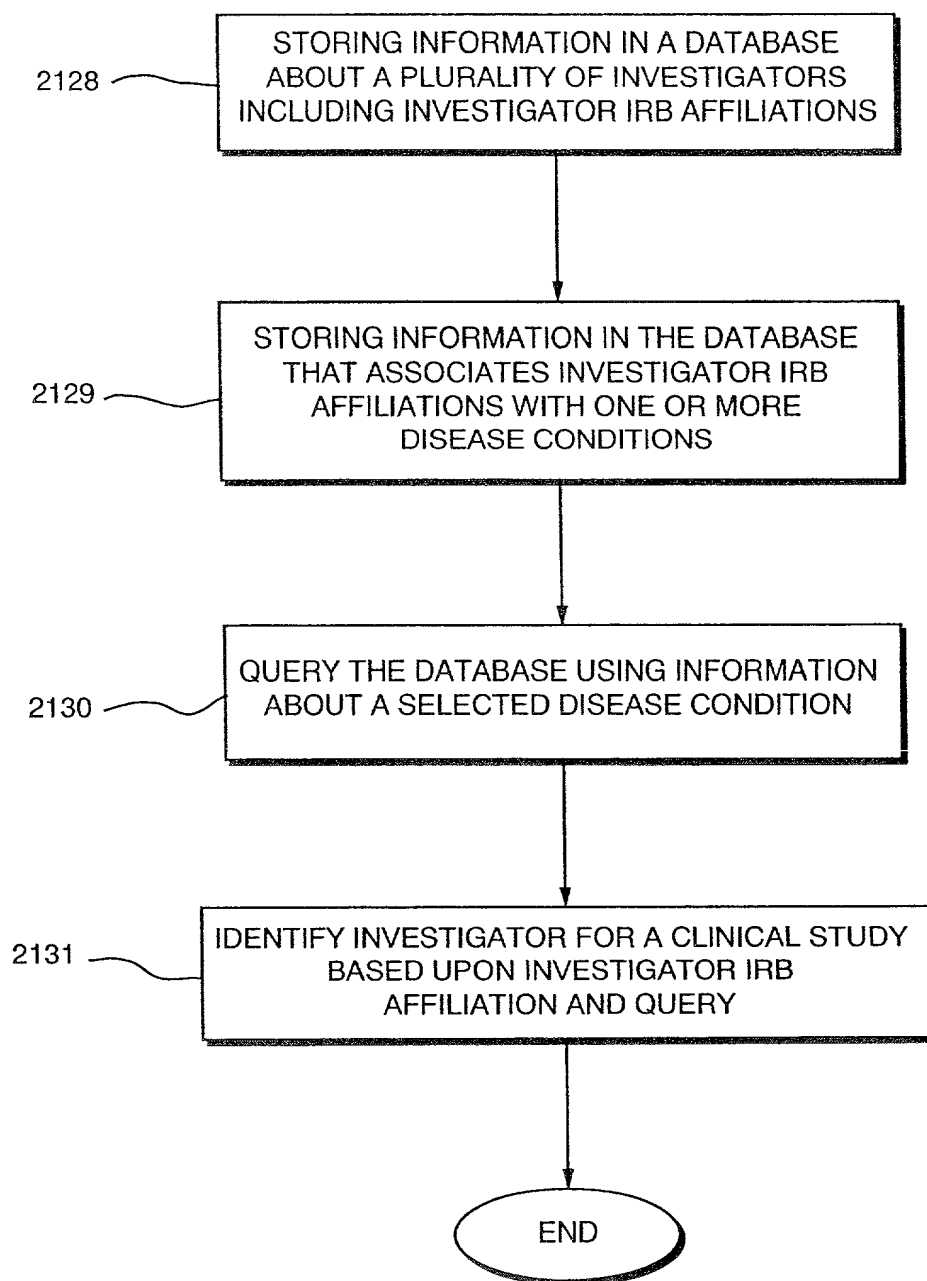 STORING INFORMATION IN A DATABASE
ABOUT A PLURALITY OF INVESTIGATORS
INCLUDING INVESTIGATOR IRB AFFILIATIONS
2128
STORING INFORMATION IN THE DATABASE
THAT ASSOCIATES INVESTIGATOR IRB
AFFILIATIONS WITH ONE OR MORE
DISEASE CONDITIONS
2129
QUERY THE DATABASE USING INFORMATION
ABOUT A SELECTED DISEASE CONDITION
2130
IDENTIFY INVESTIGATOR FOR A CLINICAL STUDY
BASED UPON INVESTIGATOR IRB
AFFILIATION AND QUERY
2131
END